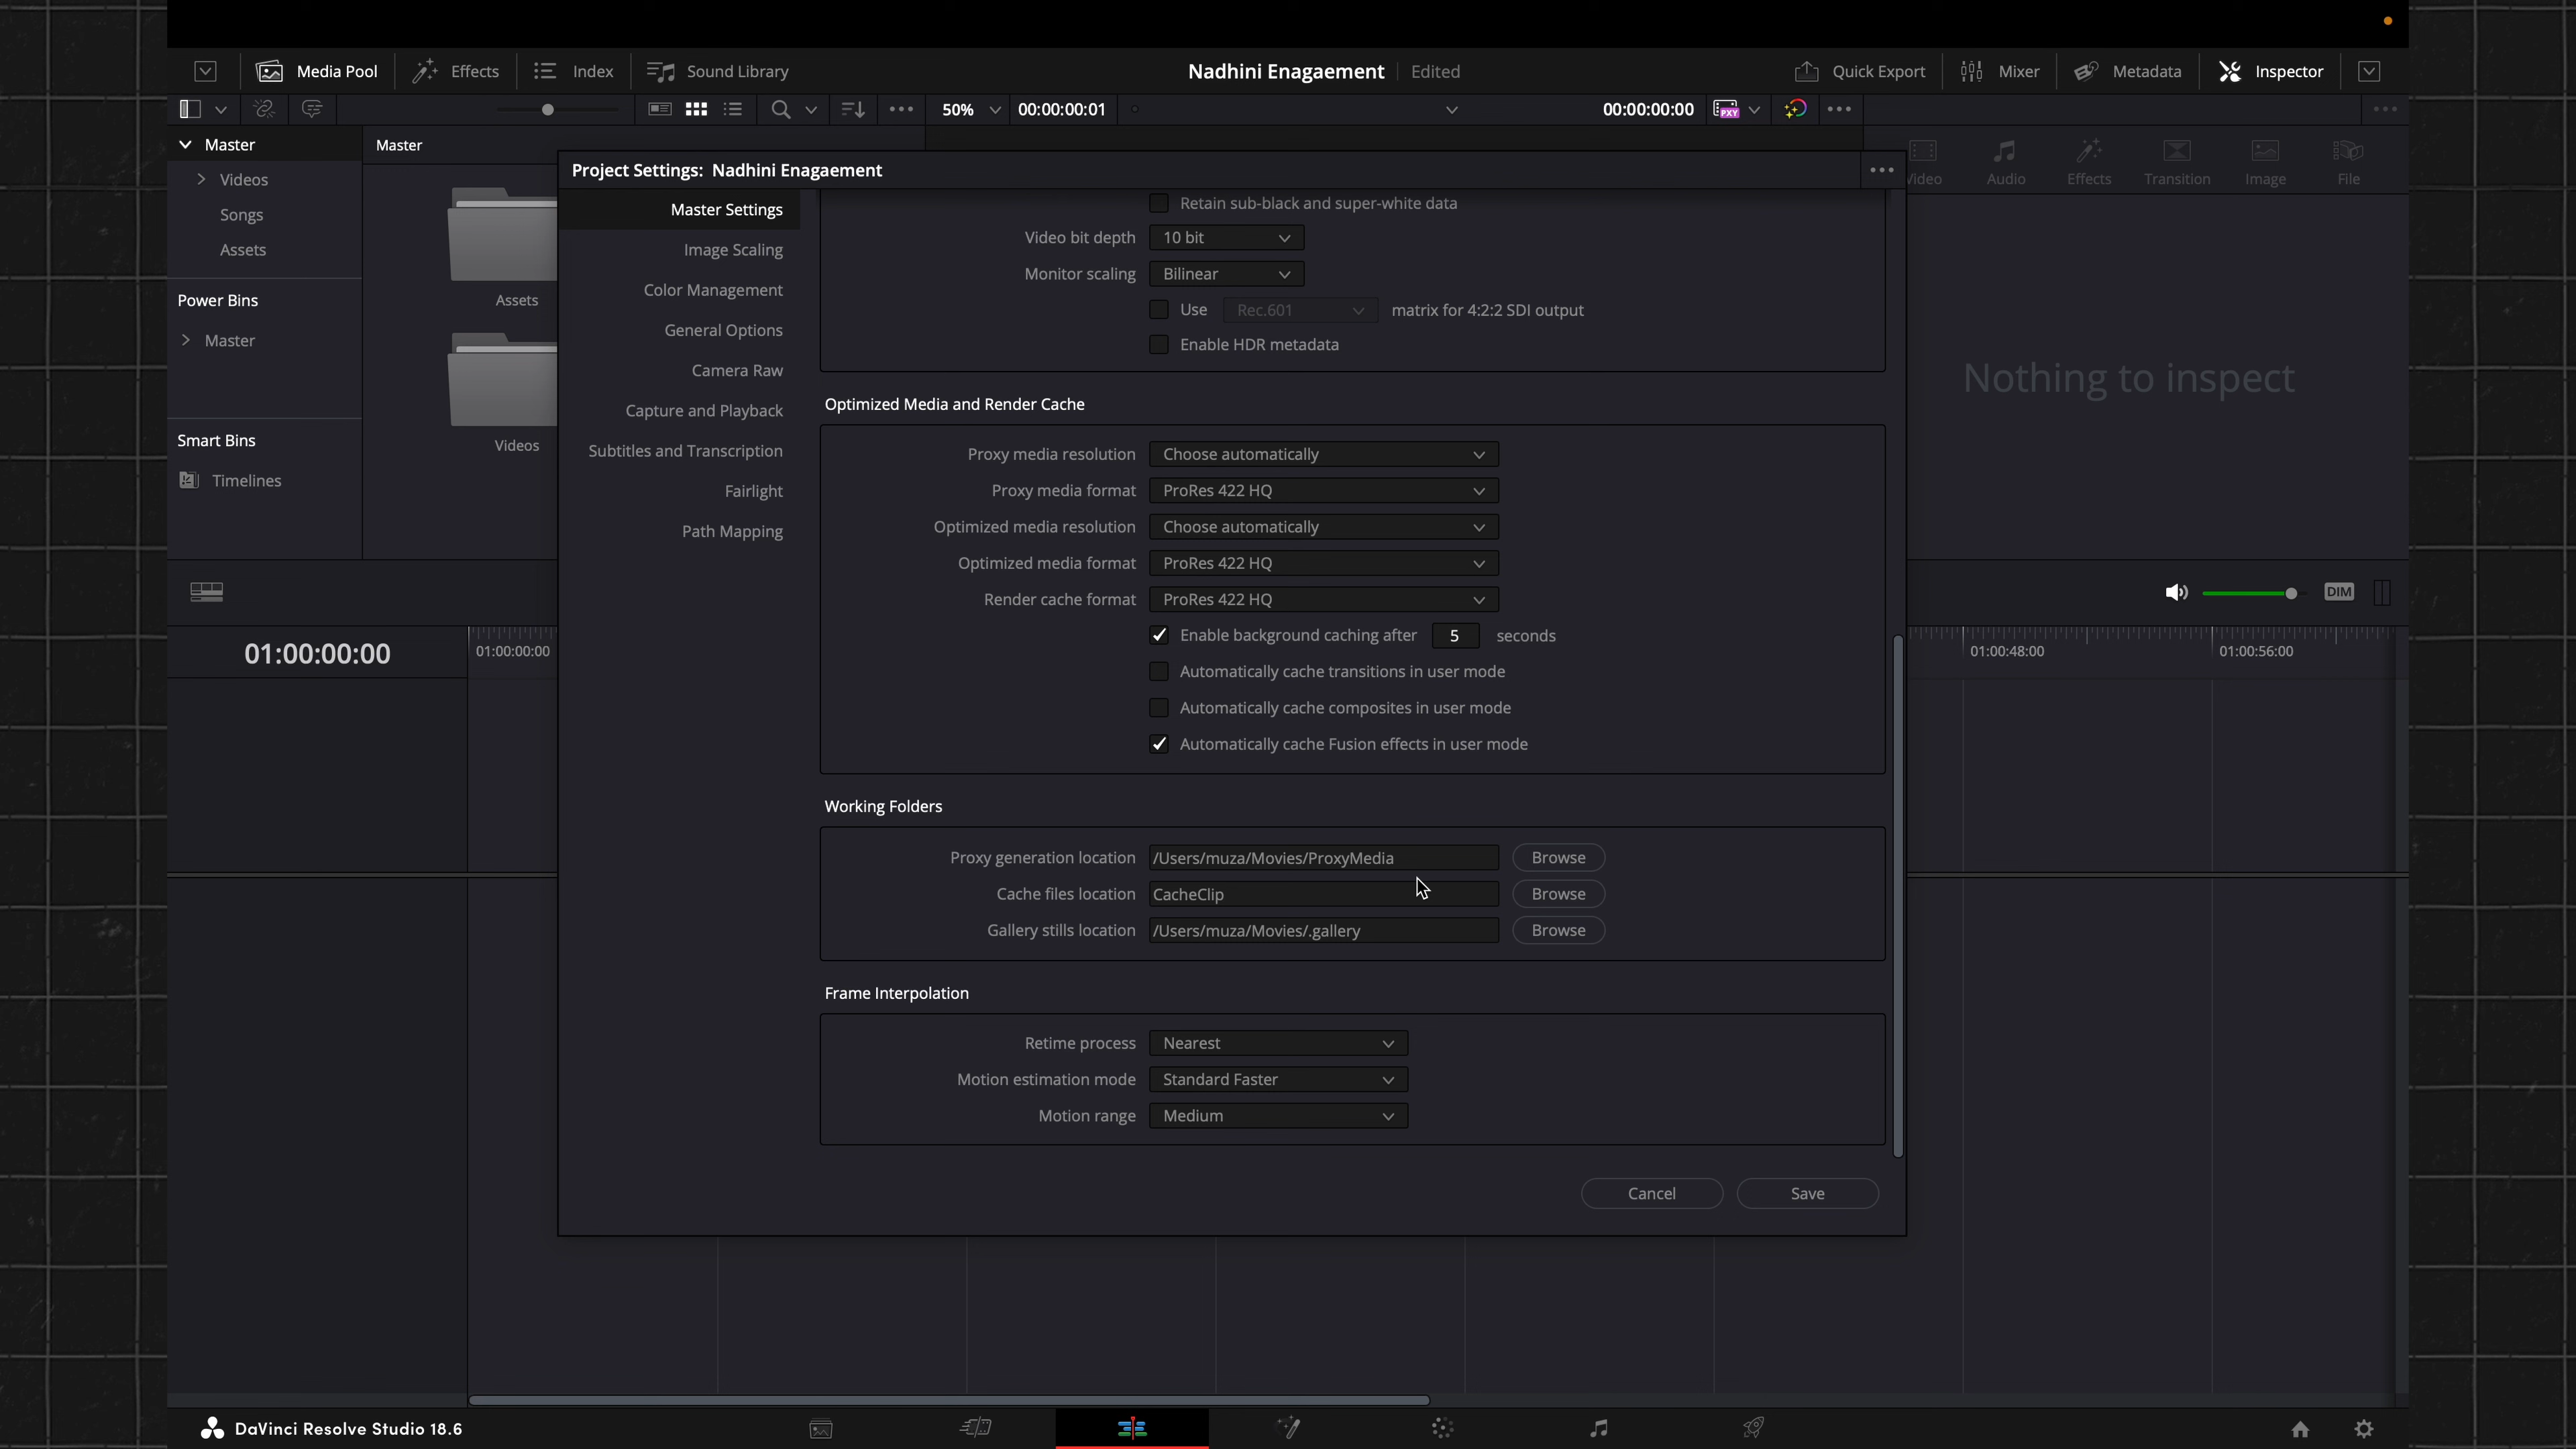 Media Pool Effects Index Sound Library Nadhini Enagaement Edited Quick Export Mixer Metadata Inspector
50% 00:00:00:01 00:00:00:00 PXY
Master
Videos
Songs
Assets
Power Bins
Master
Smart Bins
Timelines
Master
Assets
Videos
Project Settings: Nadhini Enagaement
Master Settings
Image Scaling
Color Management
General Options
Camera Raw
Capture and Playback
Subtitles and Transcription
Fairlight
Path Mapping
Retain sub-black and super-white data
Video bit depth 10 bit
Monitor scaling Bilinear
Use Rec.601 matrix for 4:2:2 SDI output
Enable HDR metadata
Optimized Media and Render Cache
Proxy media resolution Choose automatically
Proxy media format ProRes 422 HQ
Optimized media resolution Choose automatically
Optimized media format ProRes 422 HQ
Render cache format ProRes 422 HQ
Enable background caching after 5 seconds
Automatically cache transitions in user mode
Automatically cache composites in user mode
Automatically cache Fusion effects in user mode
Working Folders
Proxy generation location /Users/muza/Movies/ProxyMedia Browse
Cache files location CacheClip Browse
Gallery stills location /Users/muza/Movies/.gallery Browse
Frame Interpolation
Retime process Nearest
Motion estimation mode Standard Faster
Motion range Medium
Cancel Save
Audio Effects Transition Image File
Nothing to inspect
DIM
01:00:00:00 01:00:00:00 01:00:48:00 01:00:56:00
DaVinci Resolve Studio 18.6